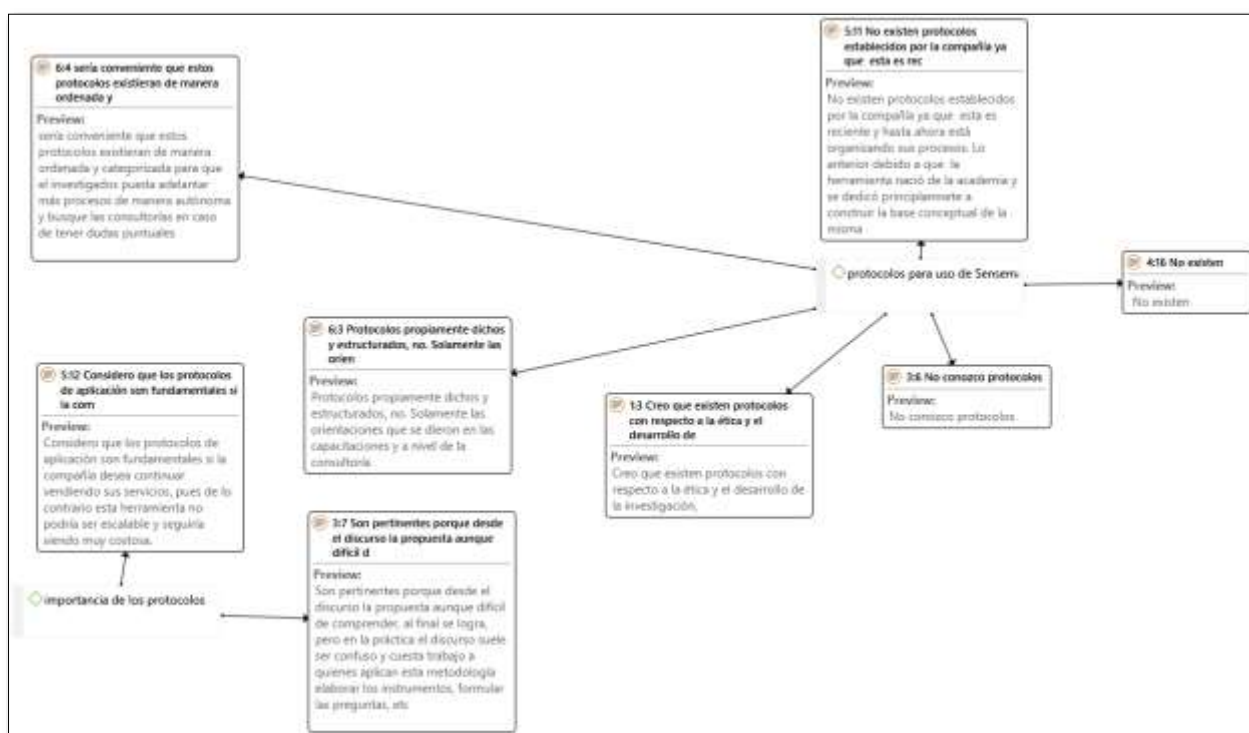 6:4 sería conveniente que estos
protocolos existieran de manera
ordenada y
Preview:
sería conveniente que estos
protocolos existieran de manera
ordenada y categorizada para que
el investigados pueda adelantar
más procesos de manera autónoma
y busque las consultorías en caso
de tener dudas puntuales
5:11 No existen protocolos
establecidos por la compañía ya
que esta es rec
Preview:
No existen protocolos establecidos
por la compañía ya que esta es
reciente y hasta ahora está
organizando sus procesos. Lo
anterior debido a que la
herramienta nació de la academia y
se dedicó principlamnete a
construir la base conceptual de la
misma
protocolos para uso de Sensema
4:16 No existen
Preview:
No existen
6:3 Protocolos propiamente dichos
y estructurados, no. Solamente las
orien
Preview:
Protocolos propiamente dichos y
estructurados, no. Solamente las
orientaciones que se dieron en las
capacitaciones y a nivel de la
consultoría
3:6 No conozco protocolos
Preview:
No conozco protocolos
1:3 Creo que existen protocolos
con respecto a la ética y el
desarrollo de
Preview:
Creo que existen protocolos con
respecto a la ética y el desarrollo de
la investigación,
5:12 Considero que los protocolos
de aplicación son fundamentales si
la com
Preview:
Considero que los protocolos de
aplicación son fundamentales si la
compañía desea continuar
vendiendo sus servicios, pues de lo
contrario esta herramienta no
podría ser escalable y seguiría
siendo muy costosa.
3:7 Son pertinentes porque desde
el discurso la propuesta aunque
difícil d
Preview:
Son pertinentes porque desde el
discurso la propuesta aunque difícil
de comprender, al final se logra,
pero en la práctica el discurso suele
ser confuso y cuesta trabajo a
quienes aplican esta metodología
elaborar los instrumentos, formular
las preguntas, etc
importancia de los protocolos